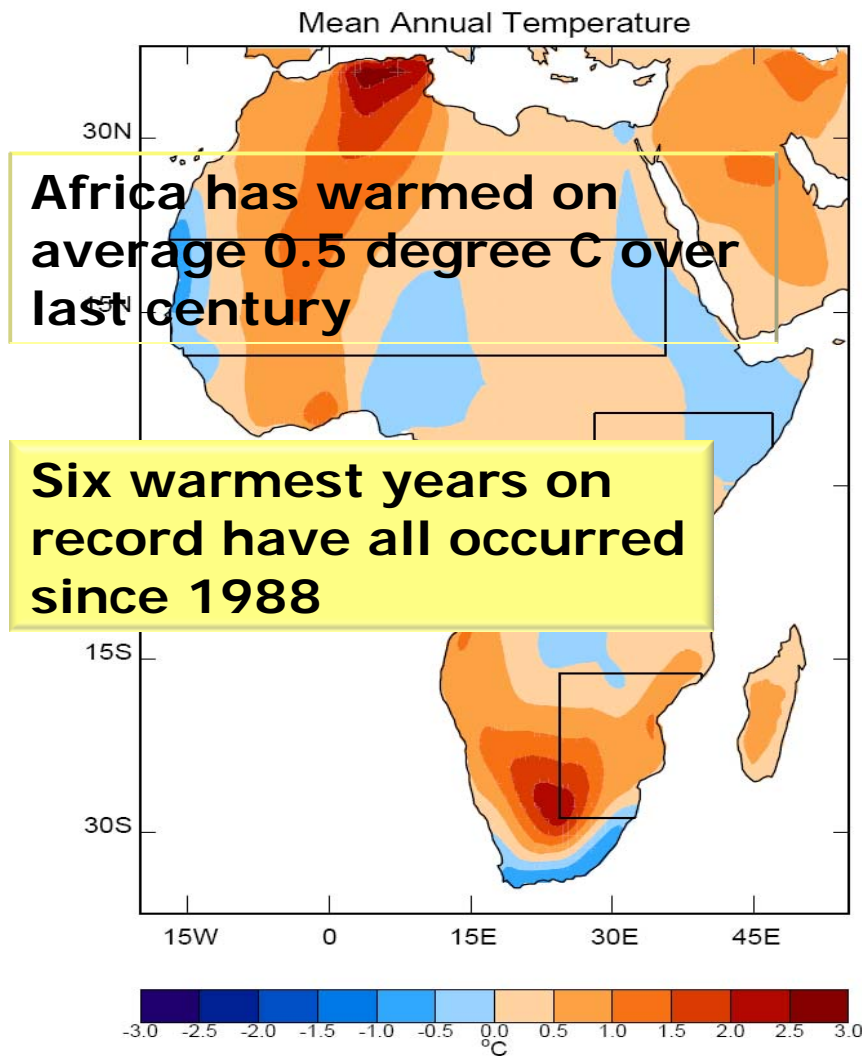 Mean Annual Temperature
30N
Africa has warmed on
average 0.5 degree C over
15N
last century
Six warmest years on
record have all occurred
since 1988
15S
30S
15W 0 15E 30E 45E
-3.0 -2.5 -2.0 -1.5 -1.0 -0.5 0.0 0.5 1.0 1.5 2.0 2.5 3.0
°C